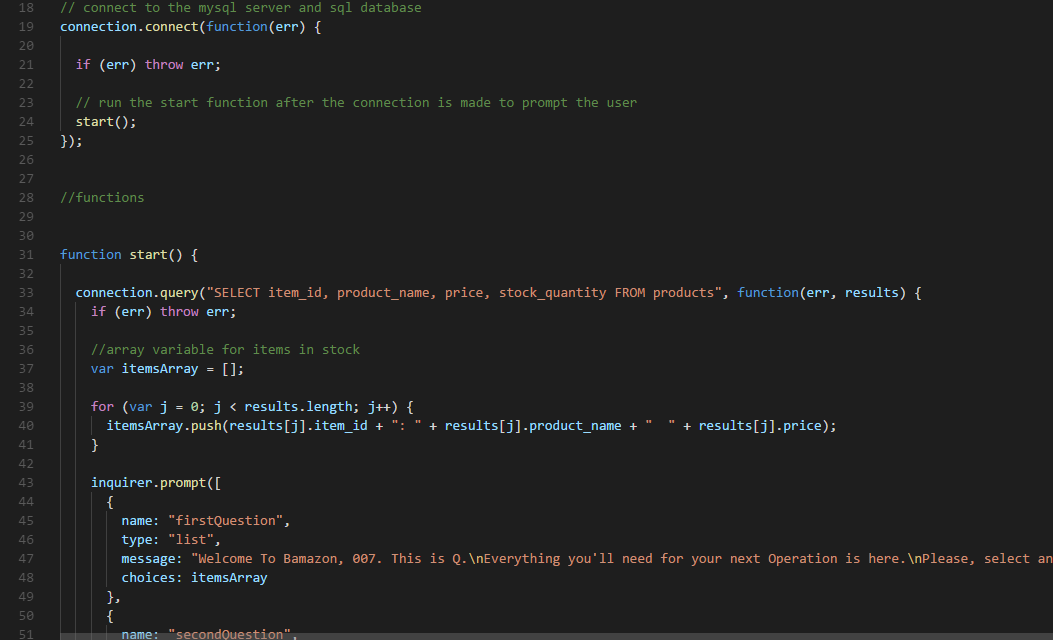 18 // connect to the mysql server and sql database
19 connection.connect(function(err) {
20
21   if (err) throw err;
22
23   // run the start function after the connection is made to prompt the user
24   start();
25 });
26
27
28 //functions
29
30
31 function start() {
32
33   connection.query("SELECT item_id, product_name, price, stock_quantity FROM products", function(err, results) {
34     if (err) throw err;
35
36     //array variable for items in stock
37     var itemsArray = [];
38
39     for (var j = 0; j < results.length; j++) {
40       itemsArray.push(results[j].item_id + ": " + results[j].product_name + "  " + results[j].price);
41     }
42
43     inquirer.prompt([
44       {
45         name: "firstQuestion",
46         type: "list",
47         message: "Welcome To Bamazon, 007. This is Q.\nEverything you'll need for your next Operation is here.\nPlease, select an
48         choices: itemsArray
49       },
50       {
51         name: "secondQuestion",